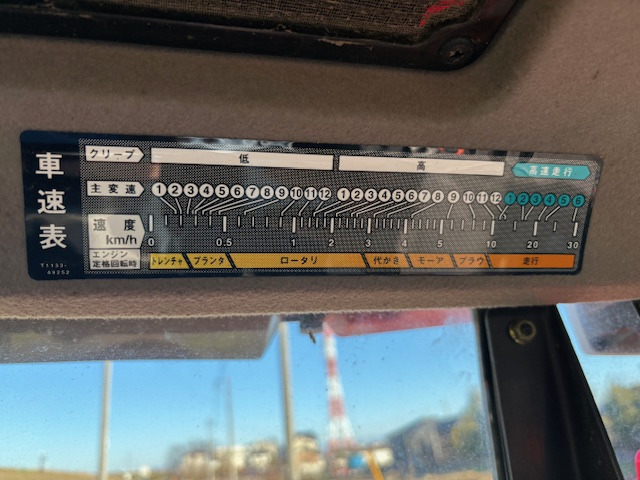 車速表
クリープ 低 高 高速走行
主変速 1 2 3 4 5 6 7 8 9 10 11 12 1 2 3 4 5 6 7 8 9 10 11 12 1 2 3 4 5 6
速度 km/h 0 0.5 1 2 3 4 5 10 20 30
エンジン定格回転時 トレンチャ プランタ ロータリ 代かき モーア プラウ 走行
T1133-
49252